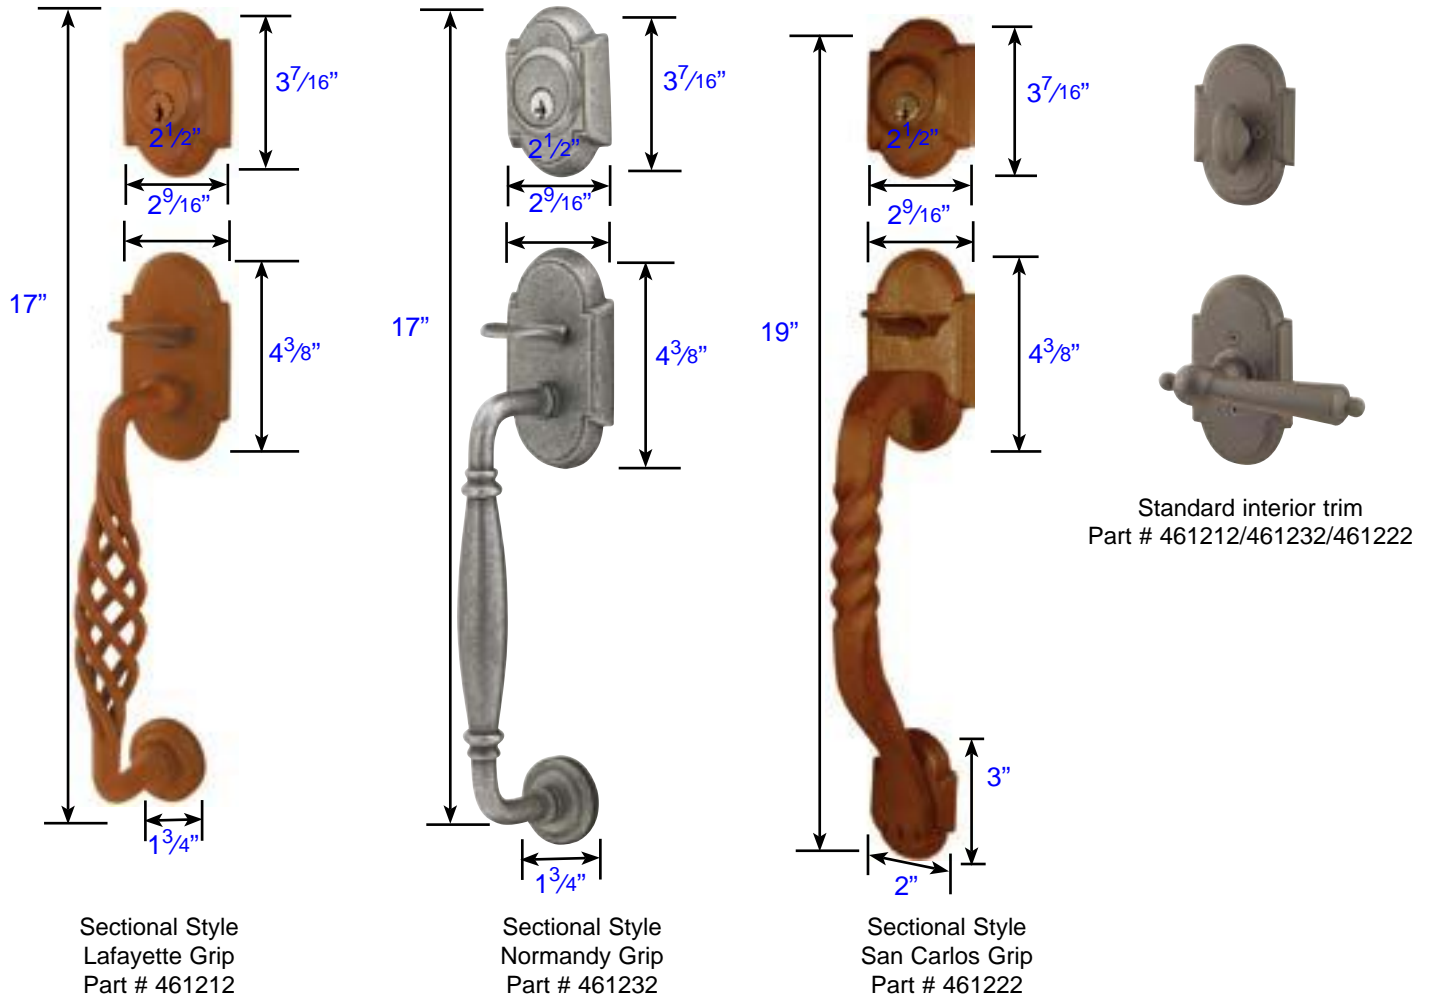 3 7/16”
2 1/2”
2 9/16”
17”
4 3/8”
1 3/4”
Sectional Style
Lafayette Grip
Part # 461212
3 7/16”
2 1/2”
2 9/16”
17”
4 3/8”
1 3/4”
Sectional Style
Normandy Grip
Part # 461232
3 7/16”
2 1/2”
2 9/16”
19”
4 3/8”
3”
2”
Sectional Style
San Carlos Grip
Part # 461222
Standard interior trim
Part # 461212/461232/461222